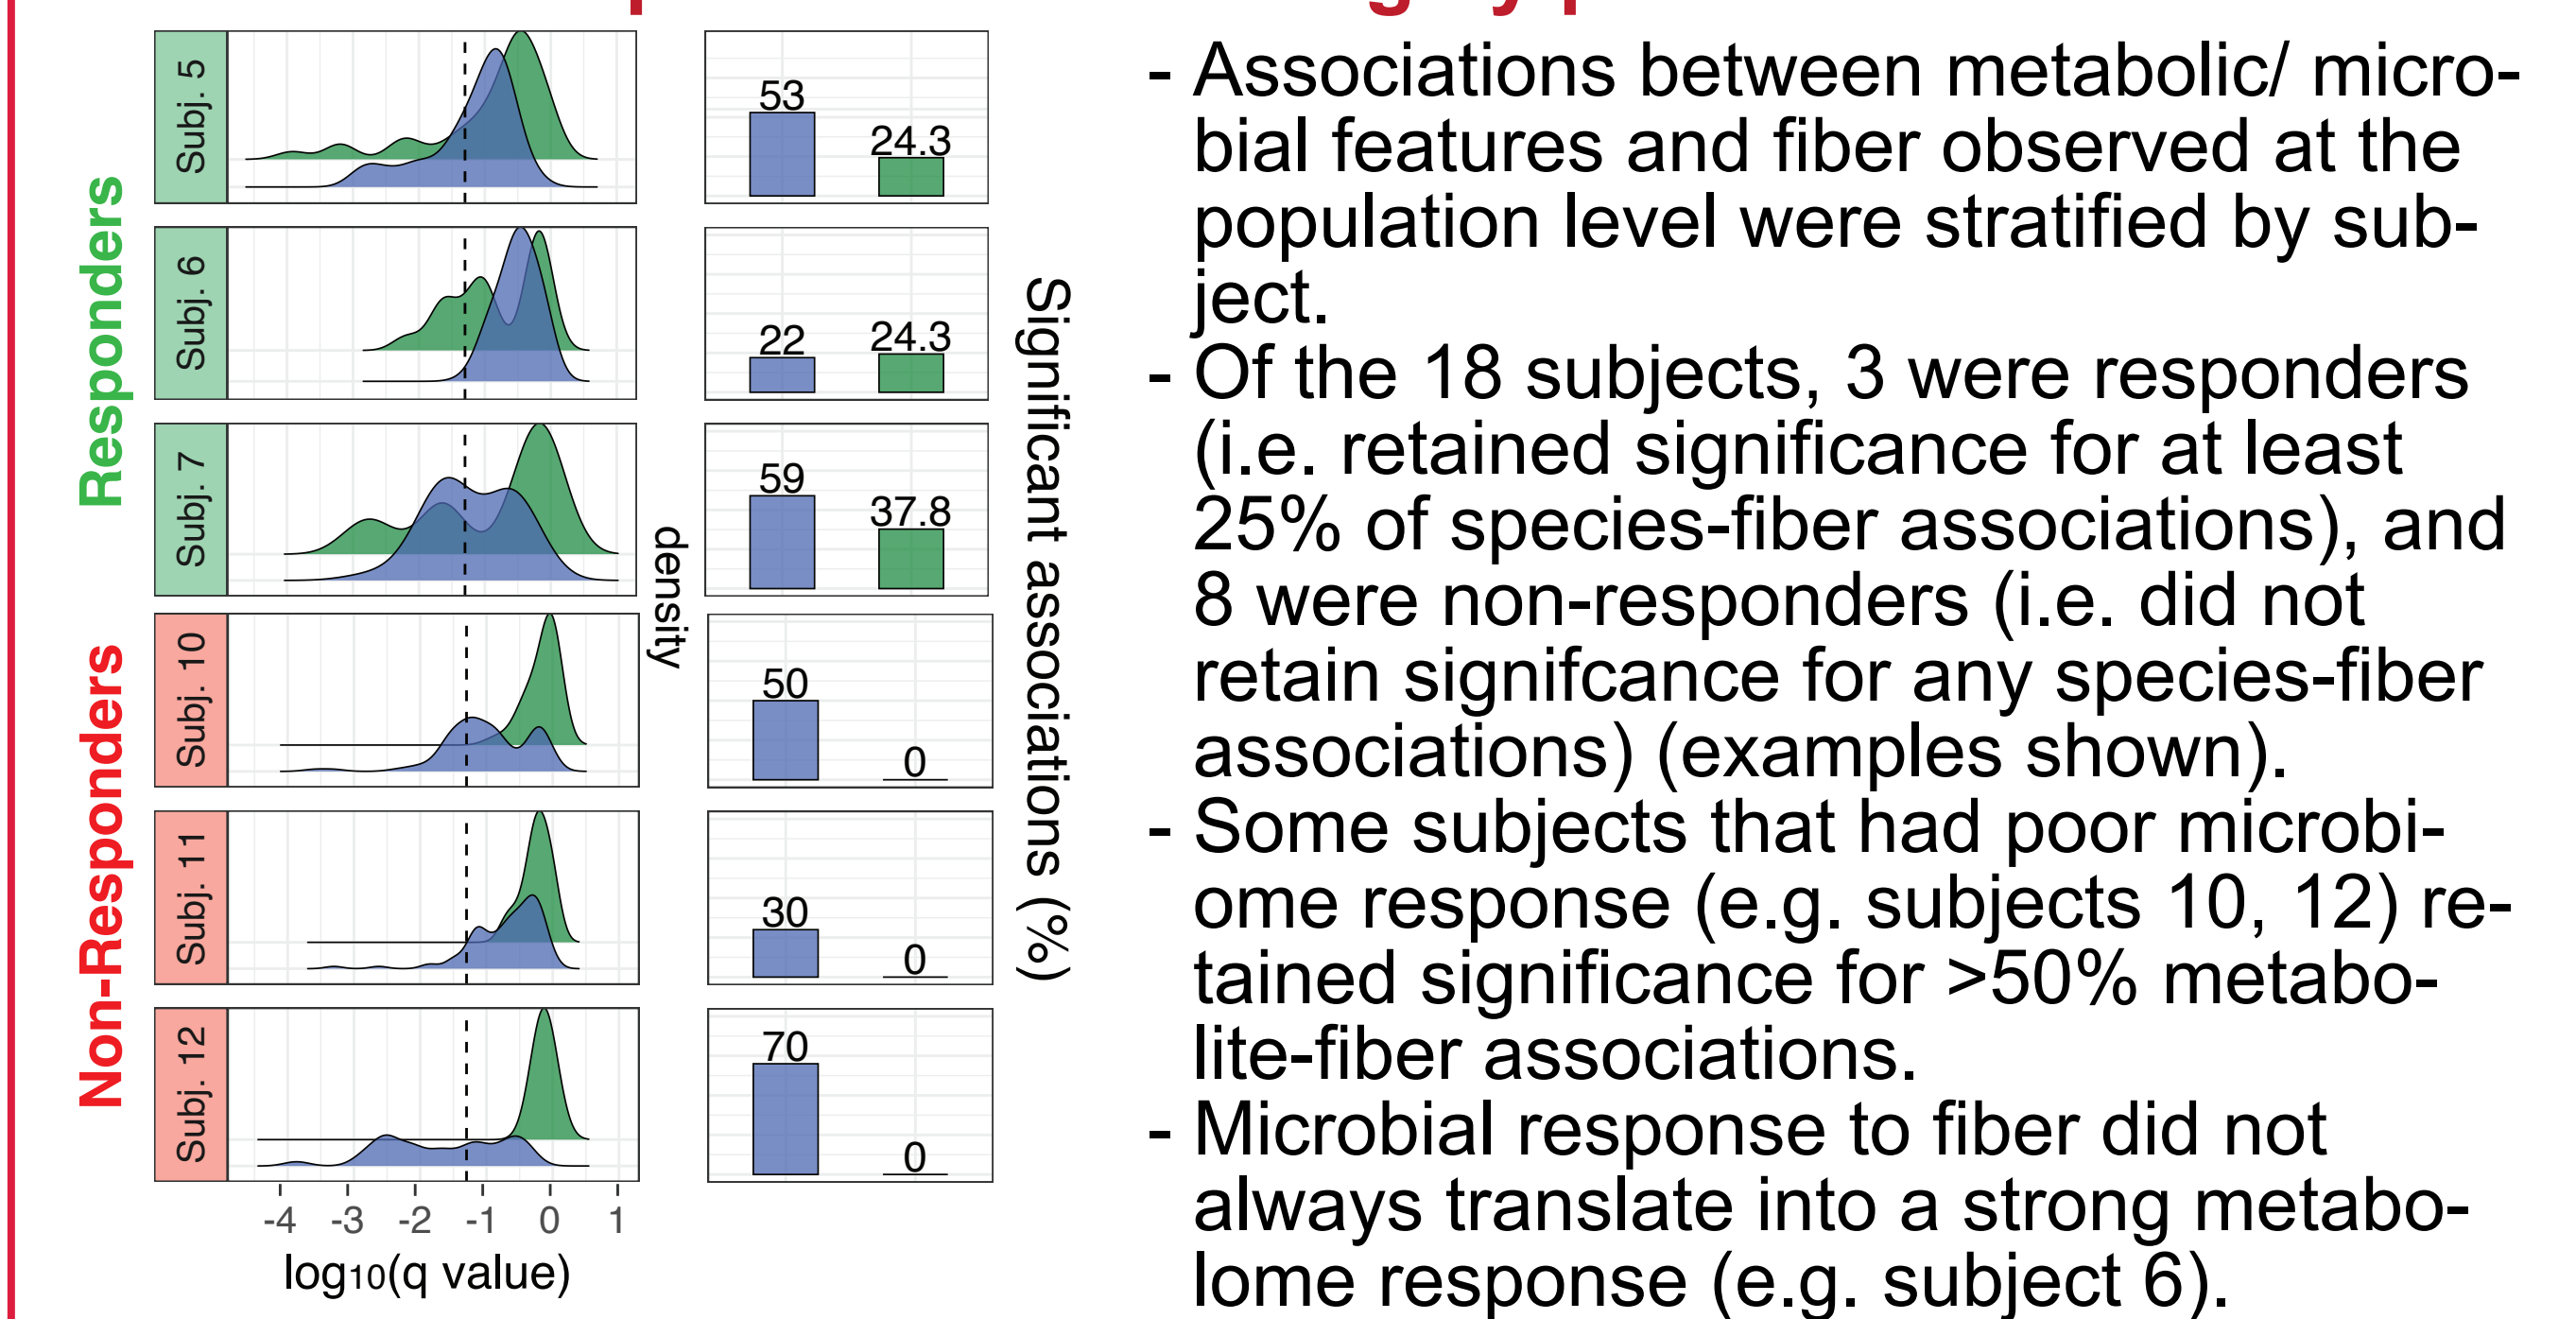 Responders
Non-Responders
Subj. 5
Subj. 6
Subj. 7
Subj. 10
Subj. 11
Subj. 12
-4 -3 -2 -1 0 1
log10(q value)
density
53 24.3
22 24.3
59 37.8
50 0
30 0
70 0
Significant associations (%)
- Associations between metabolic/ micro-
bial features and fiber observed at the
population level were stratified by sub-
ject.
- Of the 18 subjects, 3 were responders
(i.e. retained significance for at least
25% of species-fiber associations), and
8 were non-responders (i.e. did not
retain signifcance for any species-fiber
associations) (examples shown).
- Some subjects that had poor microbi-
ome response (e.g. subjects 10, 12) re-
tained significance for >50% metabo-
lite-fiber associations.
- Microbial response to fiber did not
always translate into a strong metabo-
lome response (e.g. subject 6).